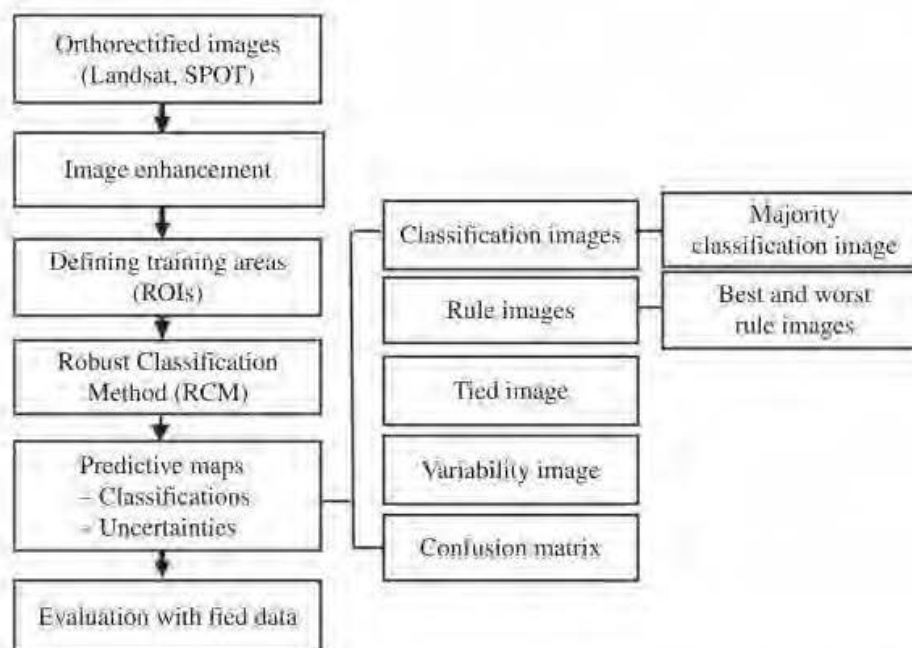 Orthorectified images
(Landsat, SPOT)
Image enhancement
Defining training areas
(ROIs)
Robust Classification
Method (RCM)
Predictive maps
– Classifications
– Uncertainties
Evaluation with fied data
Classification images
Rule images
Tied image
Variability image
Confusion matrix
Majority
classification image
Best and worst
rule images